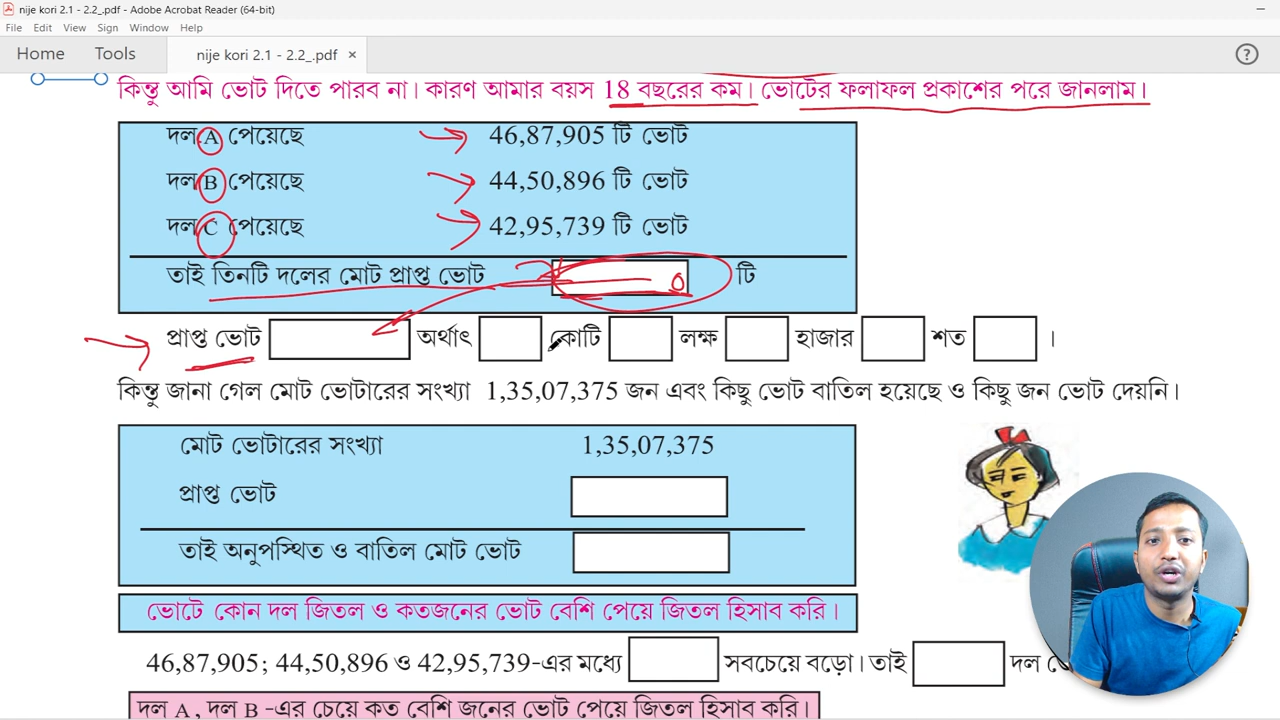 nije kori 2.1 - 2.2_.pdf - Adobe Acrobat Reader (64-bit)
File Edit View Sign Window Help
Home Tools nije kori 2.1 - 2.2_.pdf ×
কিন্তু আমি ভোট দিতে পারব না। কারণ আমার বয়স 18 বছরের কম। ভোটের ফলাফল প্রকাশের পরে জানলাম।
দল A পেয়েছে 46,87,905 টি ভোট
দল B পেয়েছে 44,50,896 টি ভোট
দল C পেয়েছে 42,95,739 টি ভোট
তাই তিনটি দলের মোট প্রাপ্ত ভোট 0 টি
প্রাপ্ত ভোট অর্থাৎ কোটি লক্ষ হাজার শত ।
কিন্তু জানা গেল মোট ভোটারের সংখ্যা 1,35,07,375 জন এবং কিছু ভোট বাতিল হয়েছে ও কিছু জন ভোট দেয়নি।
মোট ভোটারের সংখ্যা 1,35,07,375
প্রাপ্ত ভোট
তাই অনুপস্থিত ও বাতিল মোট ভোট
ভোটে কোন দল জিতল ও কতজনের ভোট বেশি পেয়ে জিতল হিসাব করি।
46,87,905; 44,50,896 ও 42,95,739-এর মধ্যে সবচেয়ে বড়ো। তাই দল
দল A, দল B -এর চেয়ে কত বেশি জনের ভোট পেয়ে জিতল হিসাব করি।